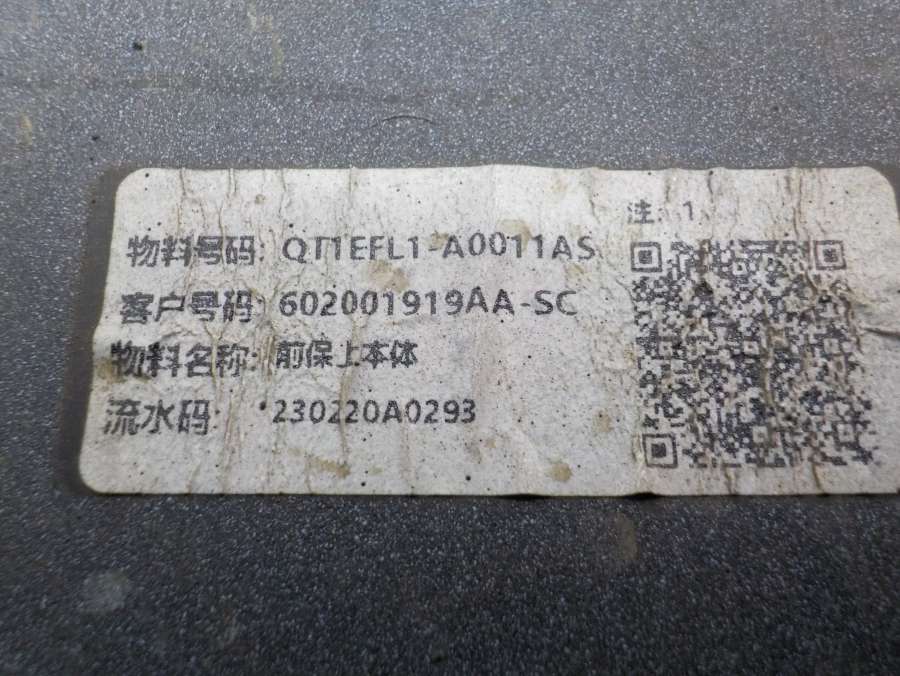 注: 1
物料号码: QT1EFL1-A0011AS
客户号码: 602001919AA-SC
物料名称: 前保上本体
流水码: 230220A0293